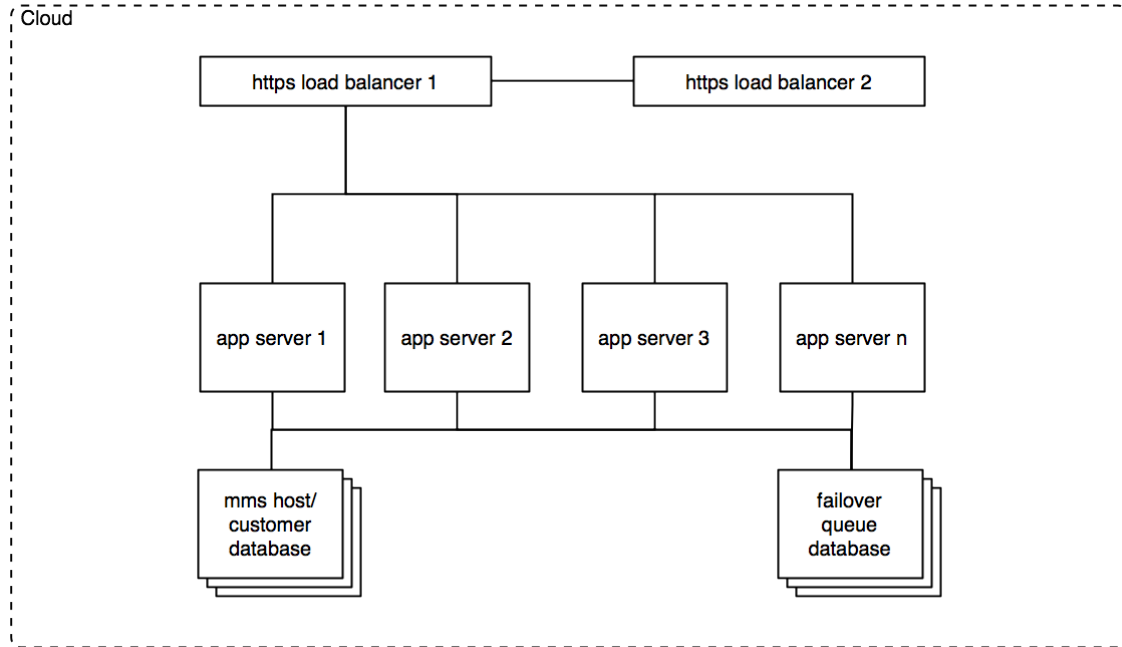 Cloud
https load balancer 1
https load balancer 2
app server 1
app server 2
app server 3
app server n
mms host/
customer
database
failover
queue
database